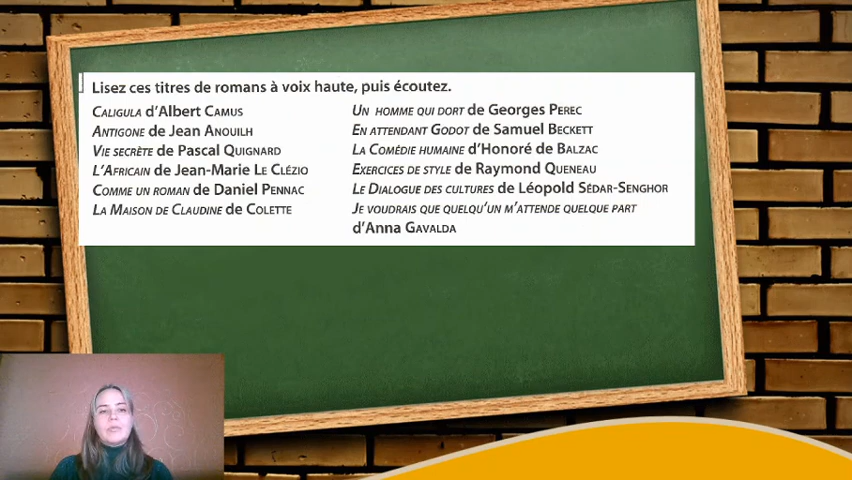 Lisez ces titres de romans à voix haute, puis écoutez.
CALIGULA d'Albert CAMUS
ANTIGONE de Jean ANOUILH
VIE SECRÈTE de Pascal QUIGNARD
L'AFRICAIN de Jean-Marie LE CLÉZIO
COMME UN ROMAN de Daniel PENNAC
LA MAISON DE CLAUDINE de COLETTE
UN HOMME QUI DORT de Georges PEREC
EN ATTENDANT GODOT de Samuel BECKETT
LA COMÉDIE HUMAINE d'Honoré de BALZAC
EXERCICES DE STYLE de Raymond QUENEAU
LE DIALOGUE DES CULTURES de Léopold SÉDAR-SENGHOR
JE VOUDRAIS QUE QUELQU'UN M'ATTENDE QUELQUE PART
d'Anna GAVALDA